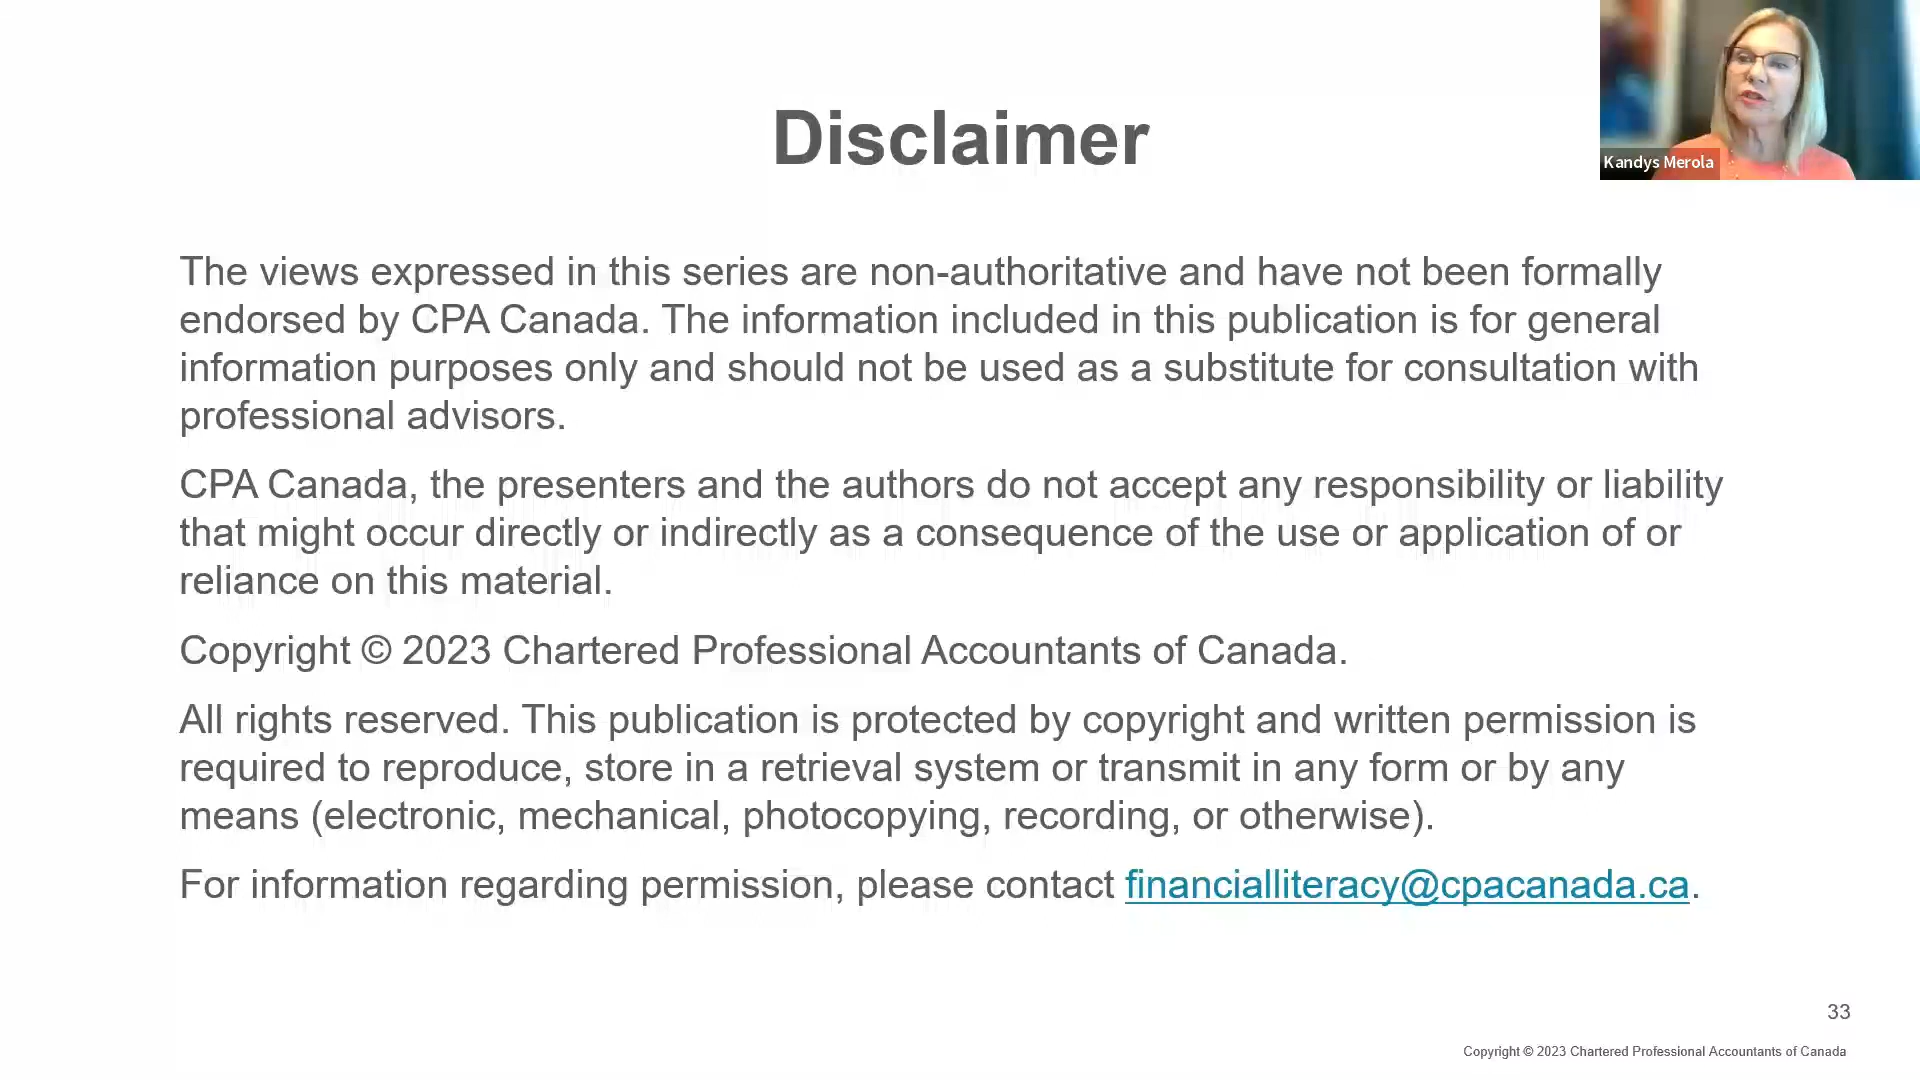 Disclaimer
Kandys Merola
The views expressed in this series are non-authoritative and have not been formally
endorsed by CPA Canada. The information included in this publication is for general
information purposes only and should not be used as a substitute for consultation with
professional advisors.
CPA Canada, the presenters and the authors do not accept any responsibility or liability
that might occur directly or indirectly as a consequence of the use or application of or
reliance on this material.
Copyright © 2023 Chartered Professional Accountants of Canada.
All rights reserved. This publication is protected by copyright and written permission is
required to reproduce, store in a retrieval system or transmit in any form or by any
means (electronic, mechanical, photocopying, recording, or otherwise).
For information regarding permission, please contact financialliteracy@cpacanada.ca.
33
Copyright © 2023 Chartered Professional Accountants of Canada